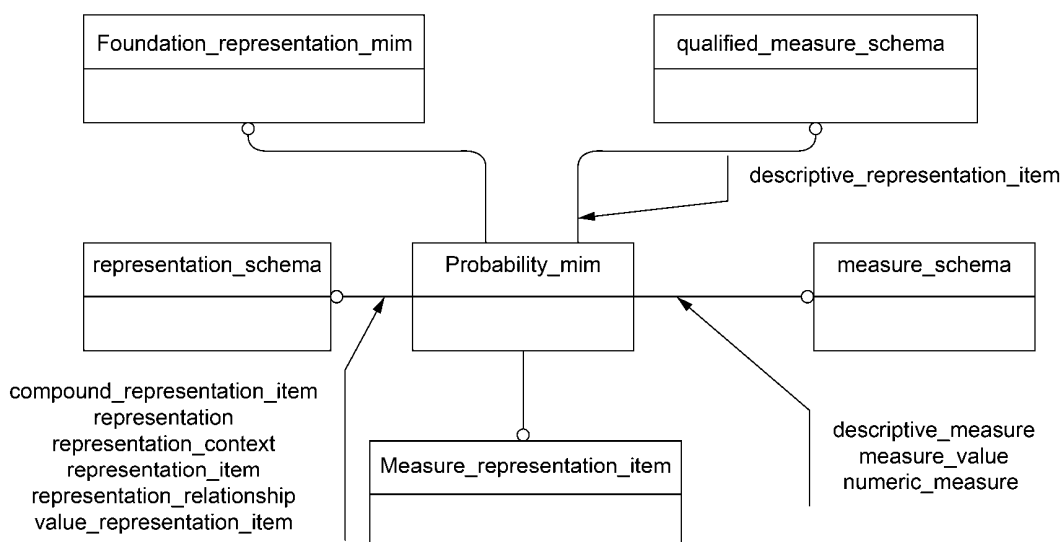 Foundation_representation_mim
qualified_measure_schema
descriptive_representation_item
representation_schema
Probability_mim
measure_schema
compound_representation_item
representation
representation_context
representation_item
representation_relationship
value_representation_item
Measure_representation_item
descriptive_measure
measure_value
numeric_measure